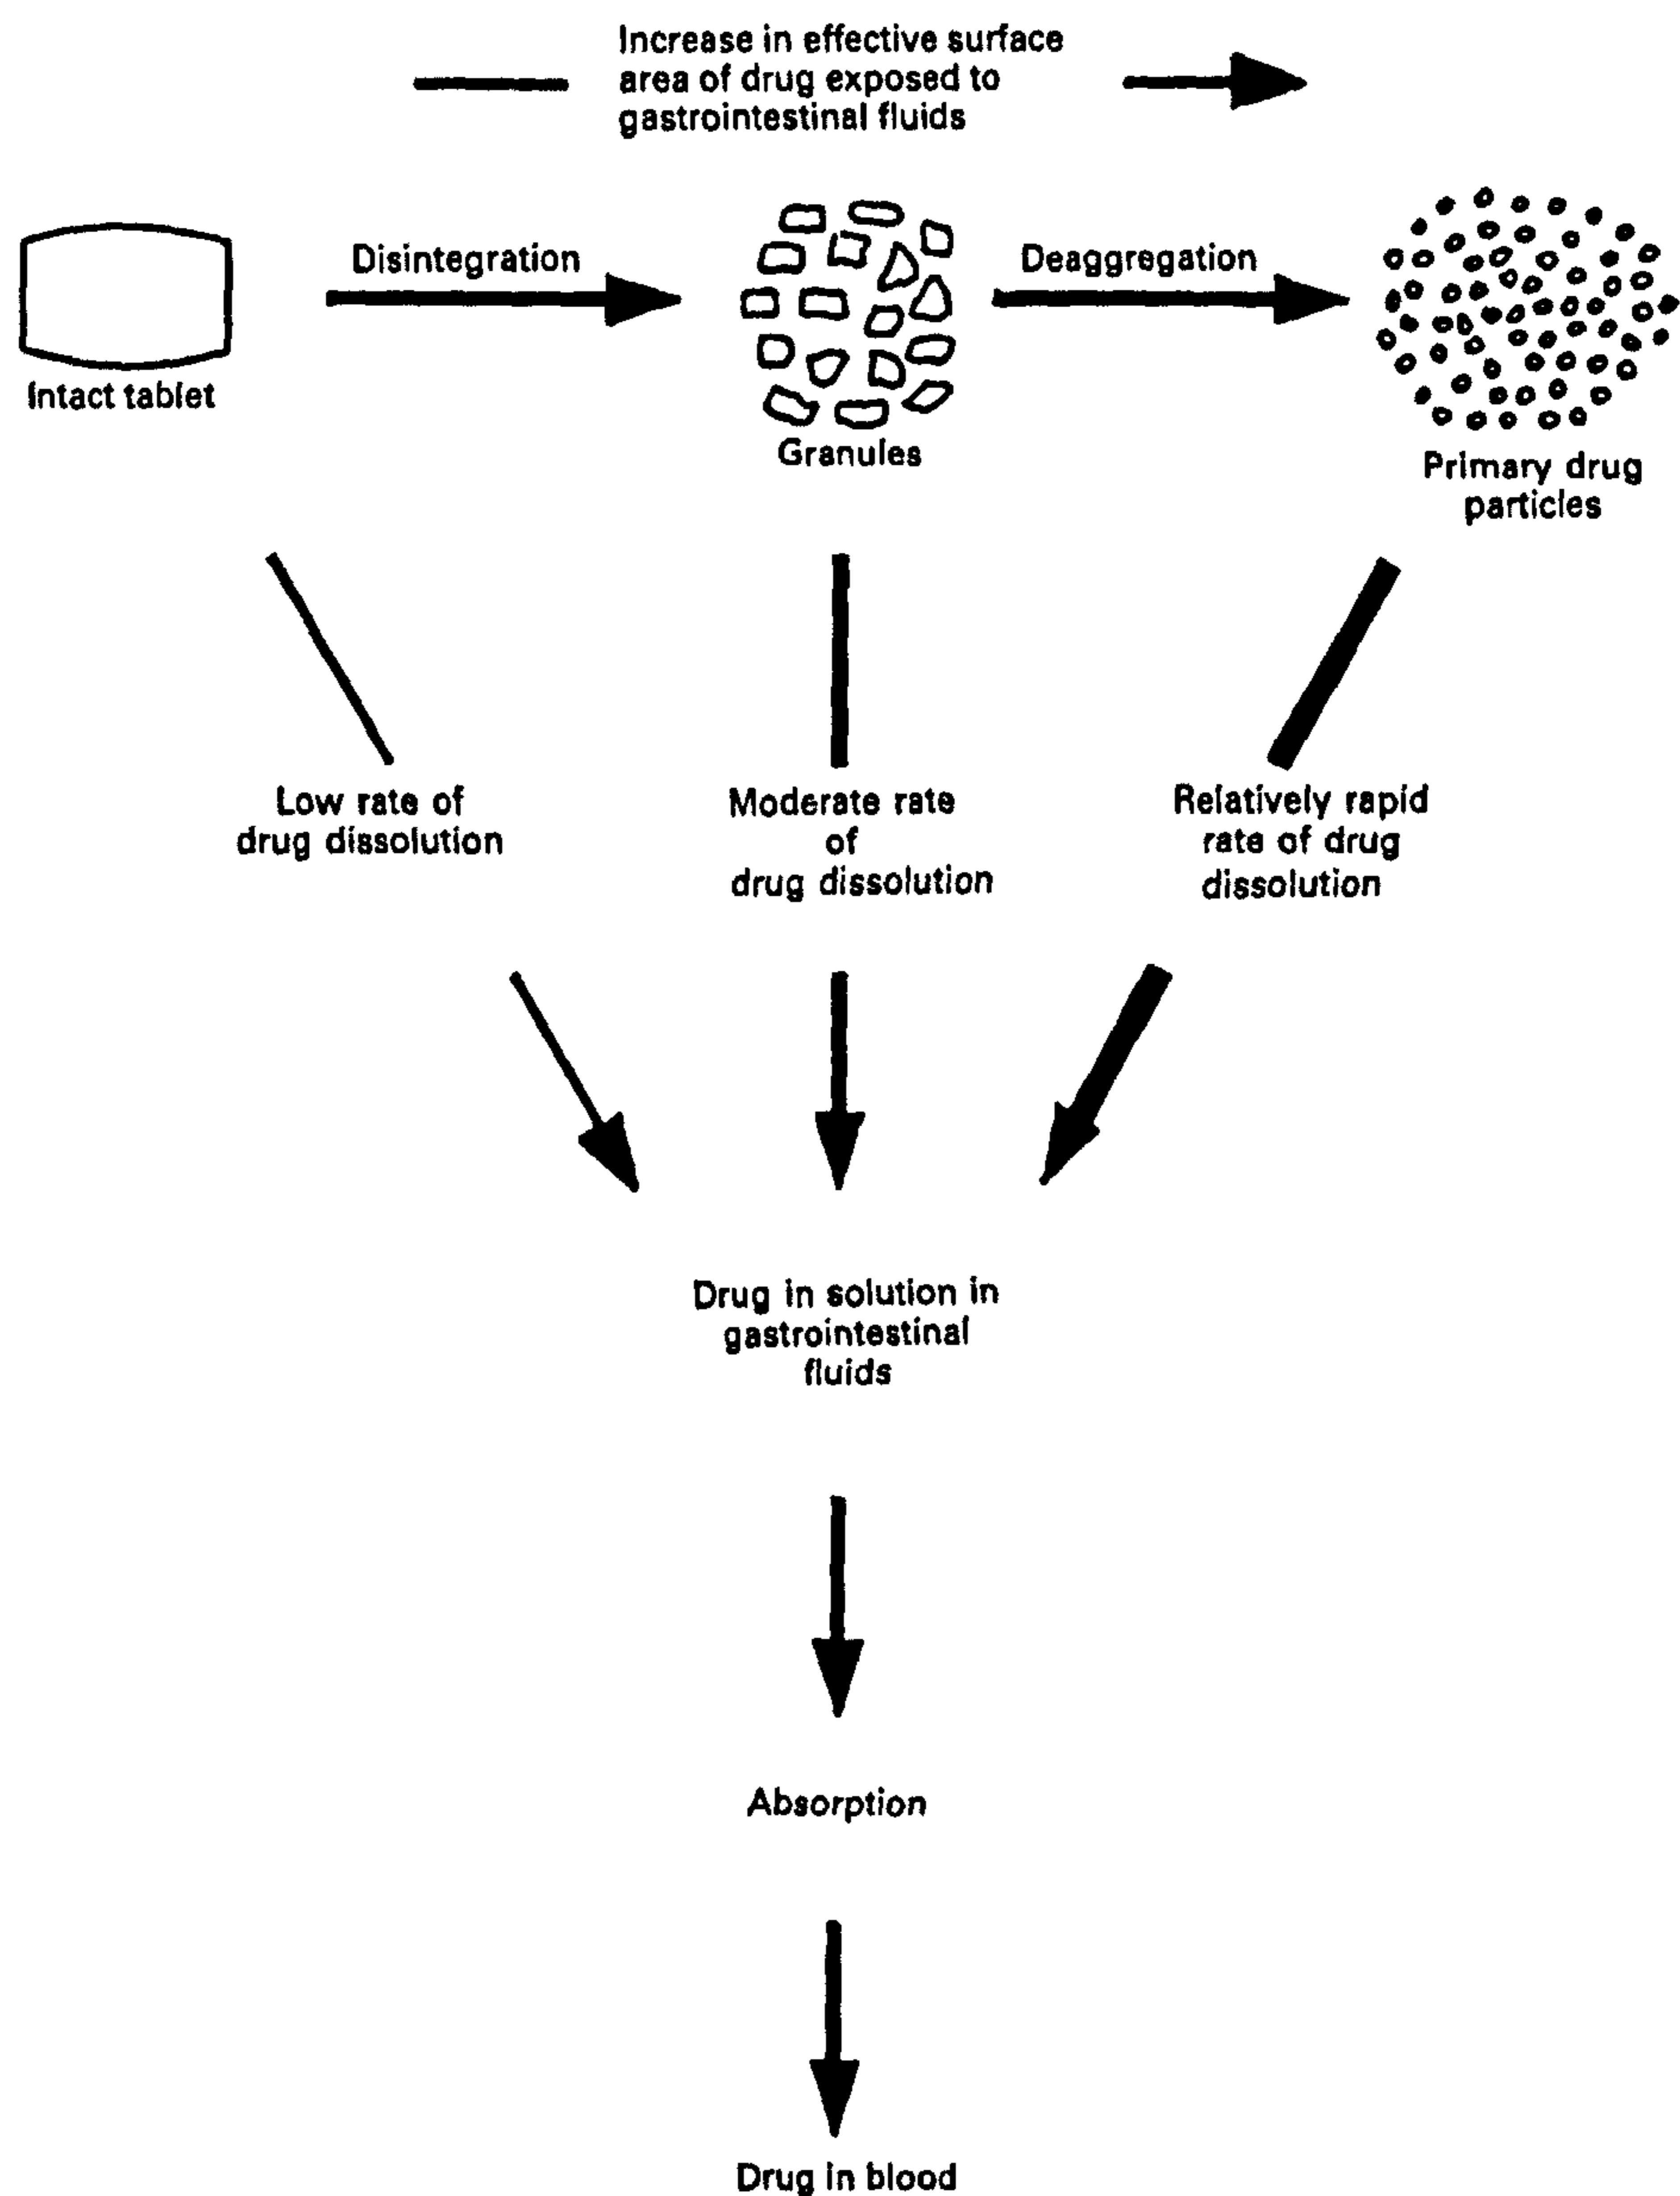 Increase in effective surface
area of drug exposed to
gastrointestinal fluids
Disintegration
Deaggregation
Intact tablet
Granules
Primary drug
particles
Low rate of
drug dissolution
Moderate rate
of
drug dissolution
Relatively rapid
rate of drug
dissolution
Drug in solution in
gastrointestinal
fluids
Absorption
Drug in blood